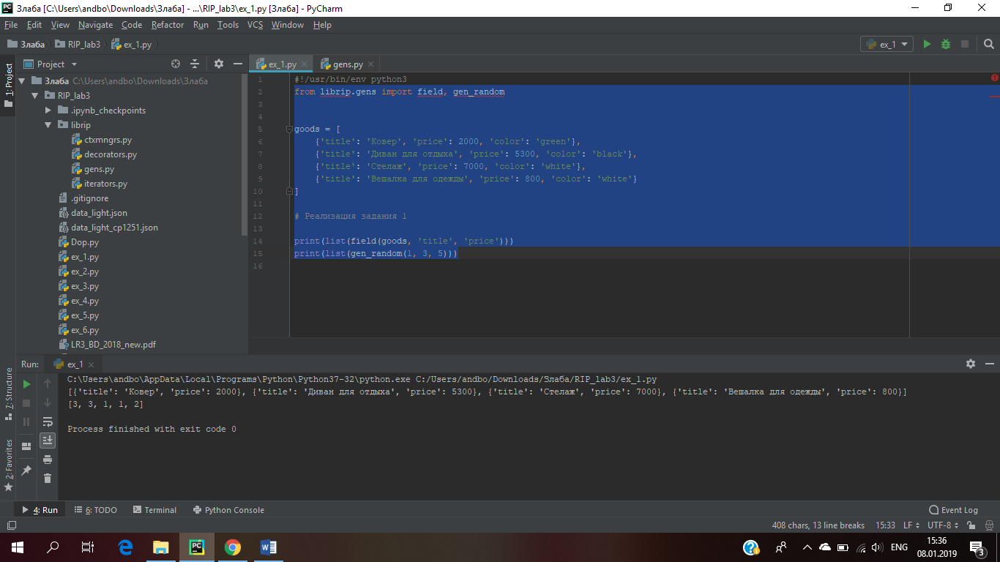 Злаба [C:\Users\andbo\Downloads\Злаба] - ...\RIP_lab3\ex_1.py [Злаба] - PyCharm
File Edit View Navigate Code Refactor Run Tools VCS Window Help
Злаба RIP_lab3 ex_1.py ex_1
1: Project
Project
ex_1.py gens.py
Злаба C:\Users\andbo\Downloads\Злаба
RIP_lab3
.ipynb_checkpoints
librip
ctxmngrs.py
decorators.py
gens.py
iterators.py
.gitignore
data_light.json
data_light_cp1251.json
Dop.py
ex_1.py
ex_2.py
ex_3.py
ex_4.py
ex_5.py
ex_6.py
LR3_BD_2018_new.pdf
1 #!/usr/bin/env python3
2 from librip.gens import field, gen_random
3
4
5 goods = [
6 {'title': 'Ковер', 'price': 2000, 'color': 'green'},
7 {'title': 'Диван для отдыха', 'price': 5300, 'color': 'black'},
8 {'title': 'Стелаж', 'price': 7000, 'color': 'white'},
9 {'title': 'Вешалка для одежды', 'price': 800, 'color': 'white'}
10 ]
11
12 # Реализация задания 1
13
14 print(list(field(goods, 'title', 'price')))
15 print(list(gen_random(1, 3, 5)))
16
Run: ex_1
7: Structure
2: Favorites
C:\Users\andbo\AppData\Local\Programs\Python\Python37-32\python.exe C:/Users/andbo/Downloads/Злаба/RIP_lab3/ex_1.py
[{'title': 'Ковер', 'price': 2000}, {'title': 'Диван для отдыха', 'price': 5300}, {'title': 'Стелаж', 'price': 7000}, {'title': 'Вешалка для одежды', 'price': 800}]
[3, 3, 1, 1, 2]
Process finished with exit code 0
4: Run 6: TODO Terminal Python Console Event Log
408 chars, 13 line breaks 15:33 LF UTF-8
PC W ENG 15:36
08.01.2019 3